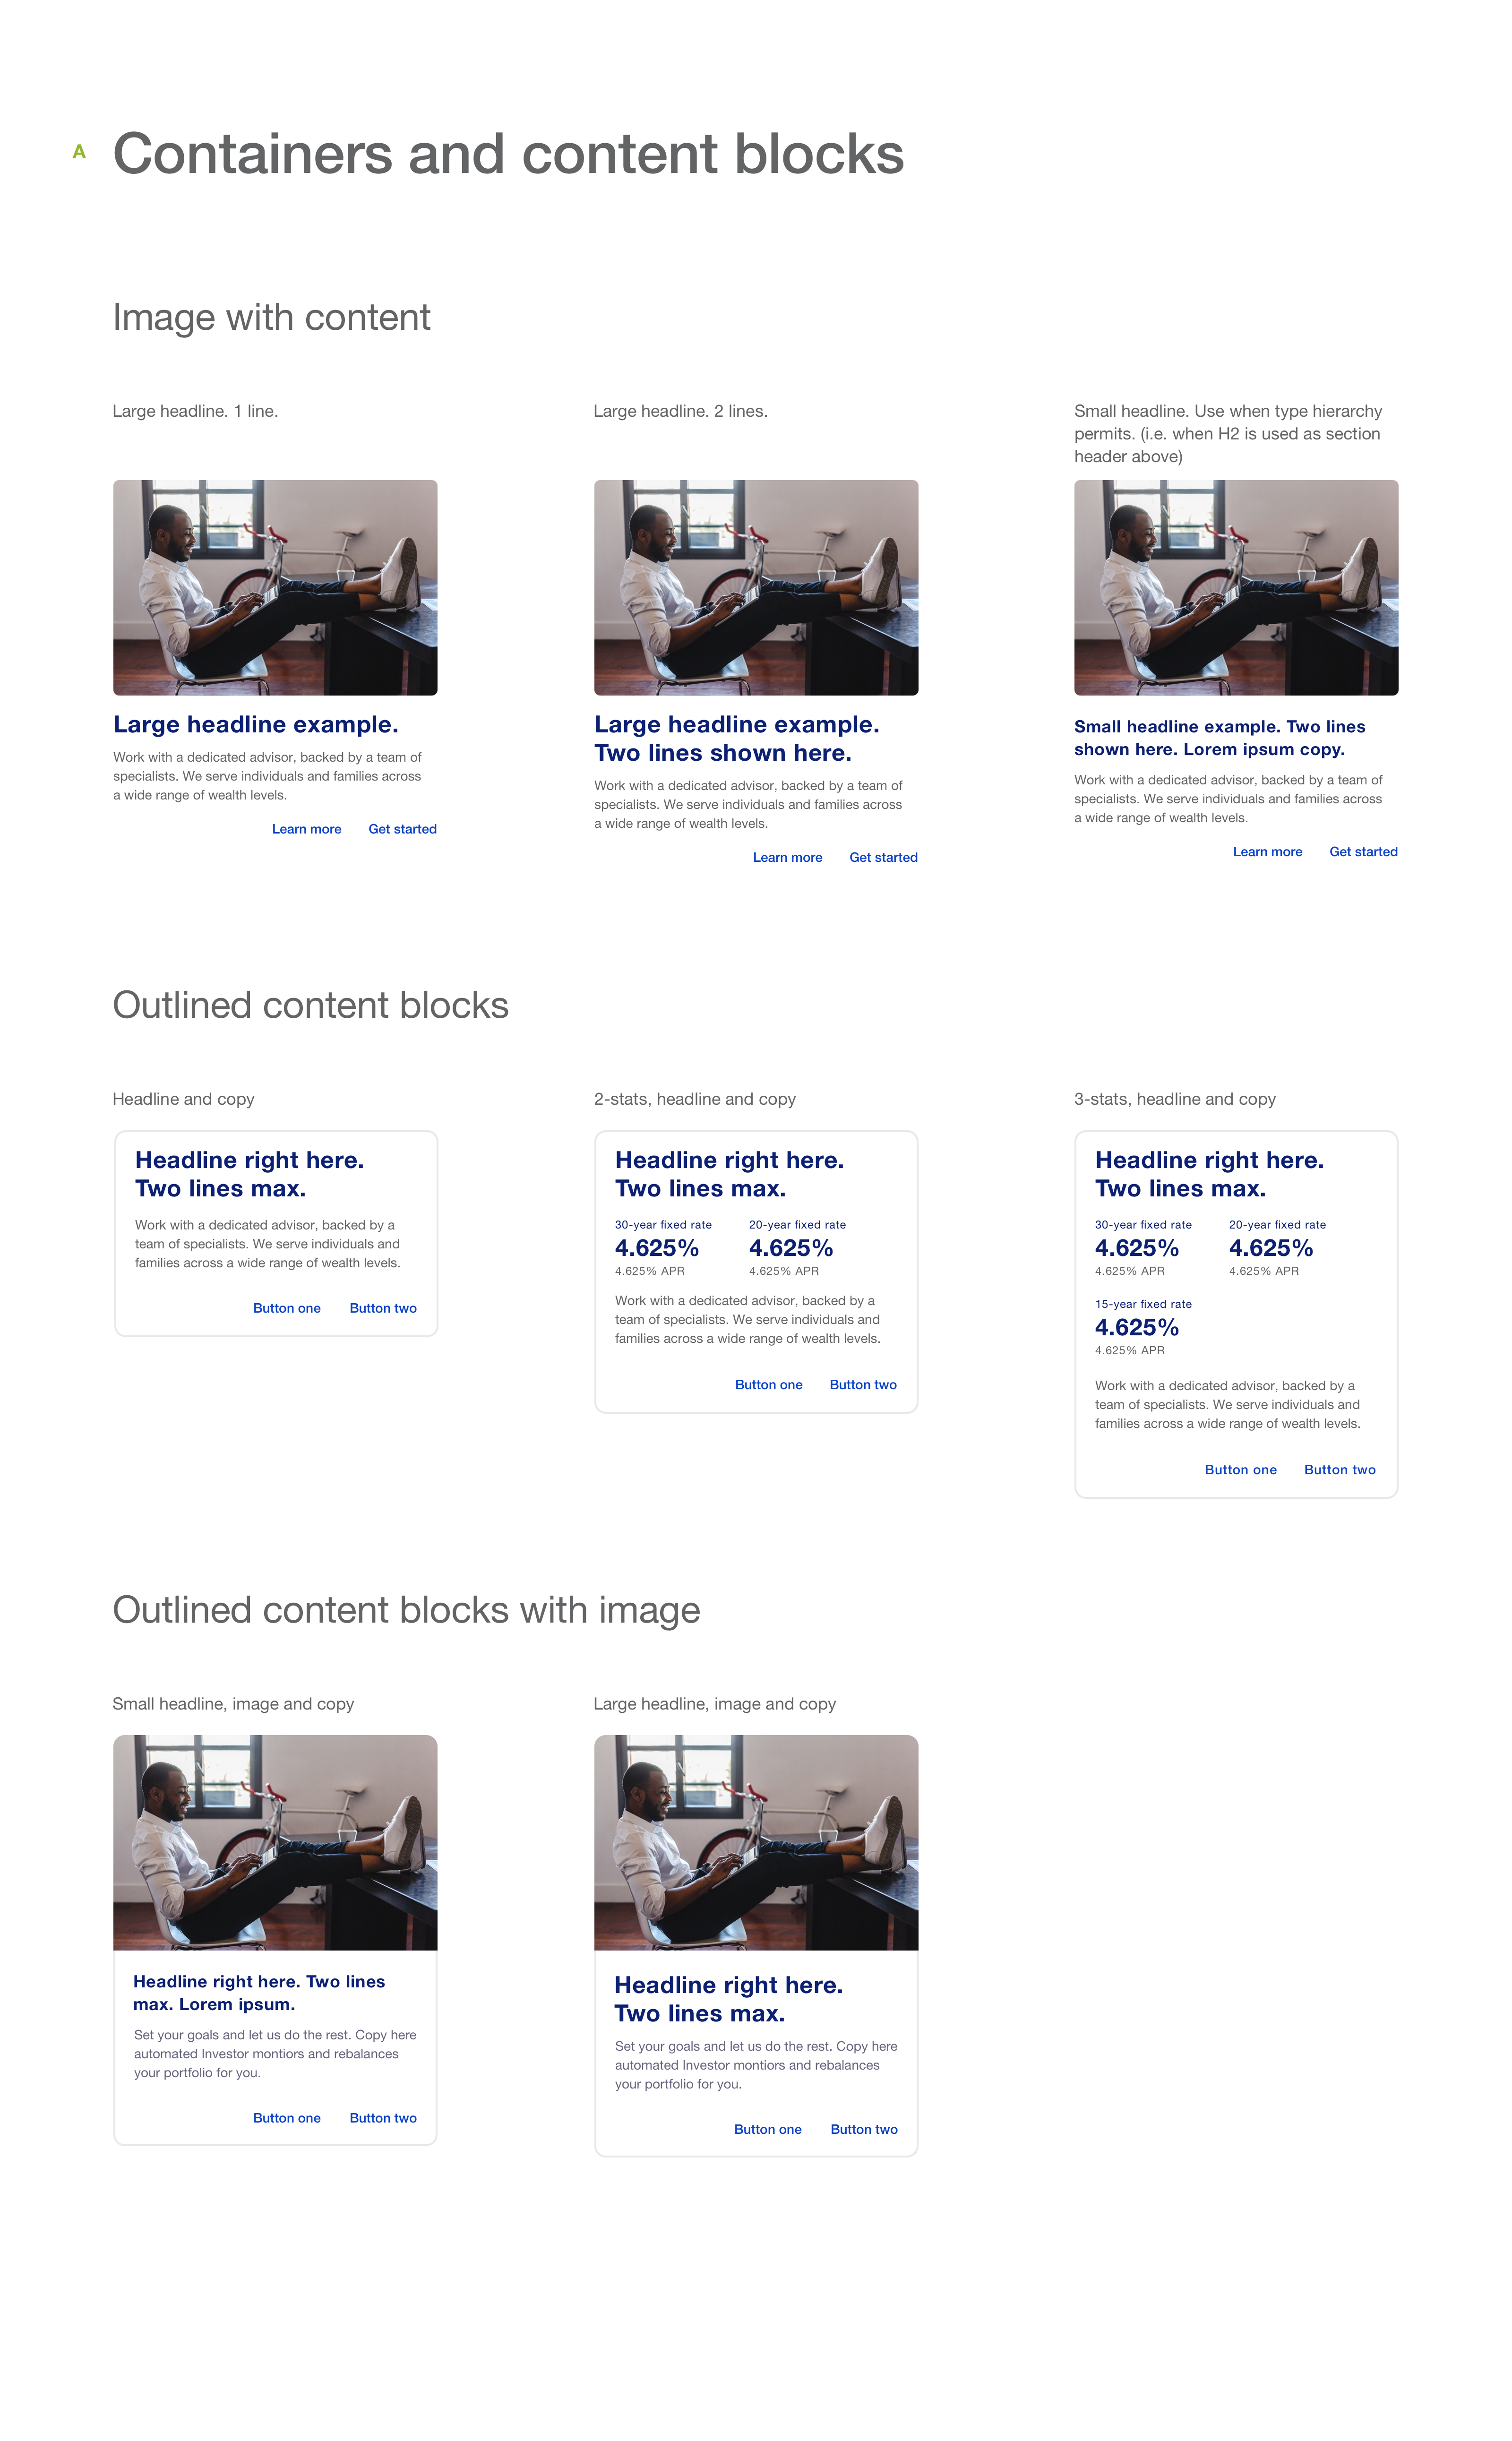 A Containers and content blocks
Image with content
Large headline. 1 line.
Large headline example.
Work with a dedicated advisor, backed by a team of
specialists. We serve individuals and families across
a wide range of wealth levels.
Learn more Get started
Large headline. 2 lines.
Large headline example.
Two lines shown here.
Work with a dedicated advisor, backed by a team of
specialists. We serve individuals and families across
a wide range of wealth levels.
Learn more Get started
Small headline. Use when type hierarchy
permits. (i.e. when H2 is used as section
header above)
Small headline example. Two lines
shown here. Lorem ipsum copy.
Work with a dedicated advisor, backed by a team of
specialists. We serve individuals and families across
a wide range of wealth levels.
Learn more Get started
Outlined content blocks
Headline and copy
Headline right here.
Two lines max.
Work with a dedicated advisor, backed by a
team of specialists. We serve individuals and
families across a wide range of wealth levels.
Button one Button two
2-stats, headline and copy
Headline right here.
Two lines max.
30-year fixed rate 20-year fixed rate
4.625% 4.625%
4.625% APR 4.625% APR
Work with a dedicated advisor, backed by a
team of specialists. We serve individuals and
families across a wide range of wealth levels.
Button one Button two
3-stats, headline and copy
Headline right here.
Two lines max.
30-year fixed rate 20-year fixed rate
4.625% 4.625%
4.625% APR 4.625% APR
15-year fixed rate
4.625%
4.625% APR
Work with a dedicated advisor, backed by a
team of specialists. We serve individuals and
families across a wide range of wealth levels.
Button one Button two
Outlined content blocks with image
Small headline, image and copy
Headline right here. Two lines
max. Lorem ipsum.
Set your goals and let us do the rest. Copy here
automated Investor montiors and rebalances
your portfolio for you.
Button one Button two
Large headline, image and copy
Headline right here.
Two lines max.
Set your goals and let us do the rest. Copy here
automated Investor montiors and rebalances
your portfolio for you.
Button one Button two